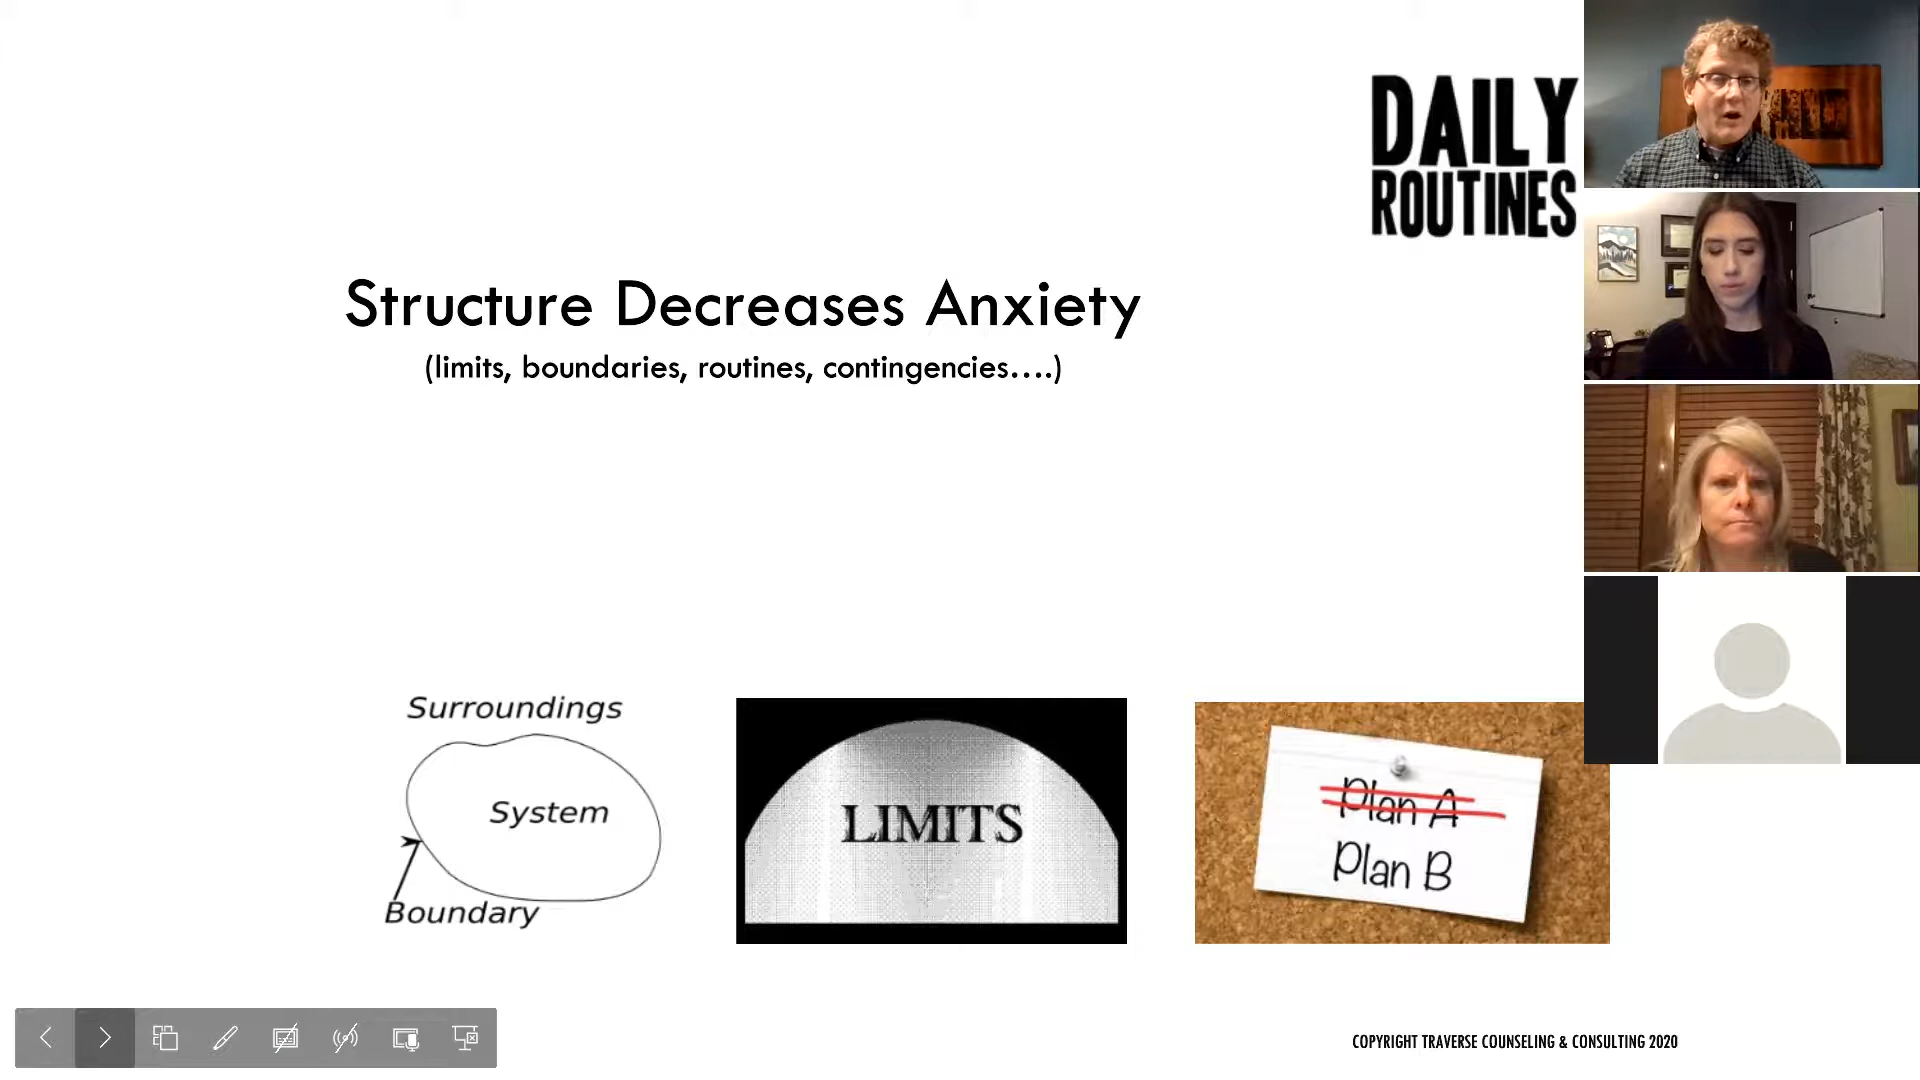 DAILY
ROUTINES
Structure Decreases Anxiety
(limits, boundaries, routines, contingencies....)
Surroundings
System
Boundary
LIMITS
Plan A
Plan B
COPYRIGHT TRAVERSE COUNSELING & CONSULTING 2020